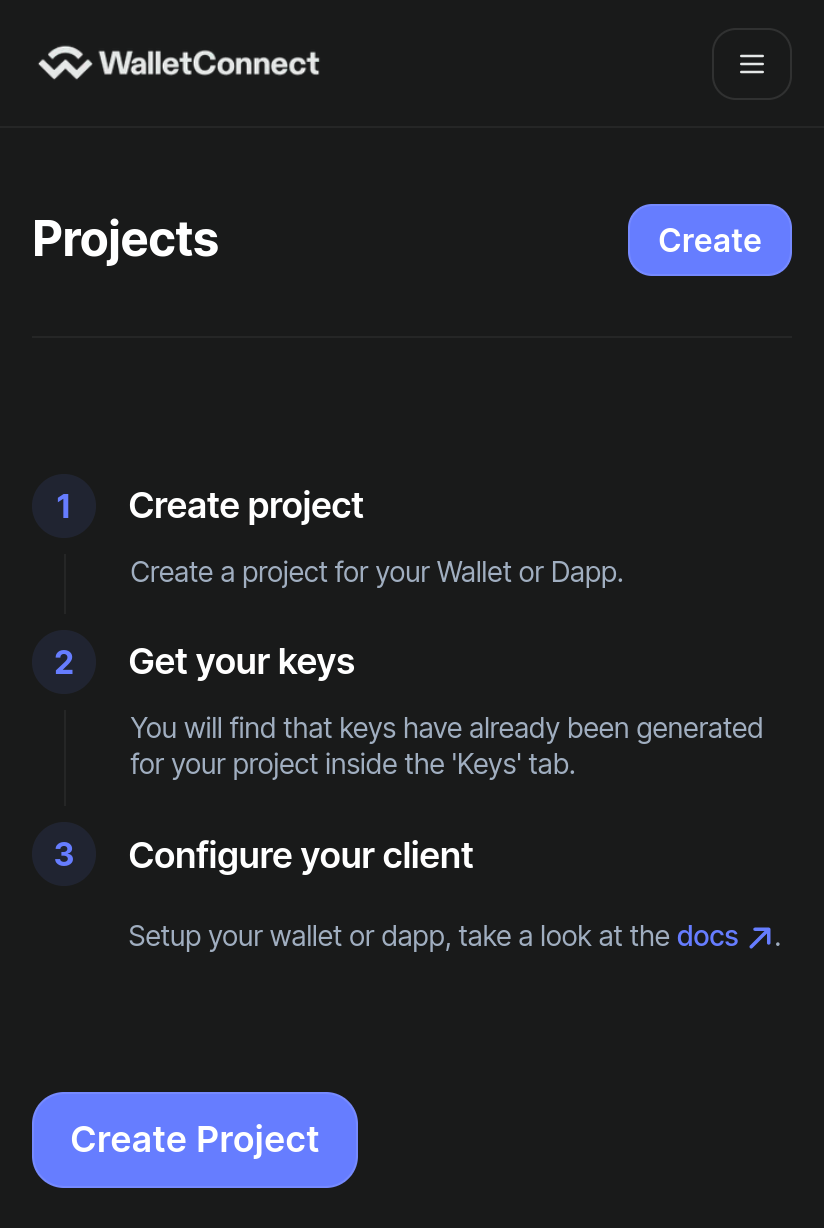 WalletConnect
Projects
Create
1
Create project
Create a project for your Wallet or Dapp.
2
Get your keys
You will find that keys have already been generated
for your project inside the 'Keys' tab.
3
Configure your client
Setup your wallet or dapp, take a look at the docs ↗.
Create Project